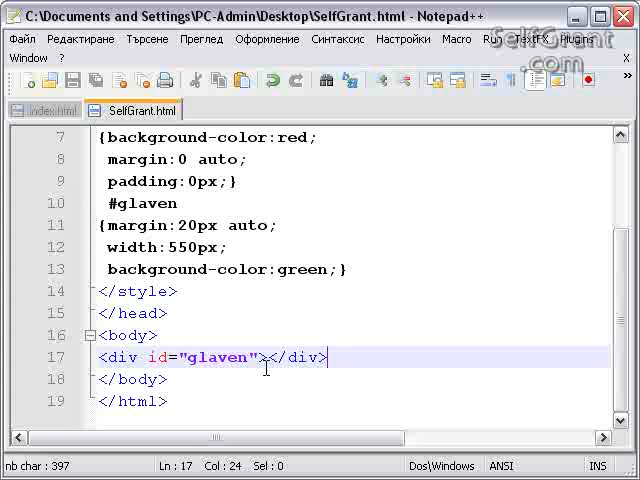 C:\Documents and Settings\PC-Admin\Desktop\SelfGrant.html - Notepad++
Файл Редактиране Търсене Преглед Оформление Синтаксис Настройки Macro Run TextFX Plugins
Window ? X
SelfGrant
.com
index.html SelfGrant.html
7 {background-color:red;
8 margin:0 auto;
9 padding:0px;}
10 #glaven
11 {margin:20px auto;
12 width:550px;
13 background-color:green;}
14 </style>
15 </head>
16 <body>
17 <div id="glaven"></div>
18 </body>
19 </html>
nb char : 397 Ln : 17 Col : 24 Sel : 0 Dos\Windows ANSI INS